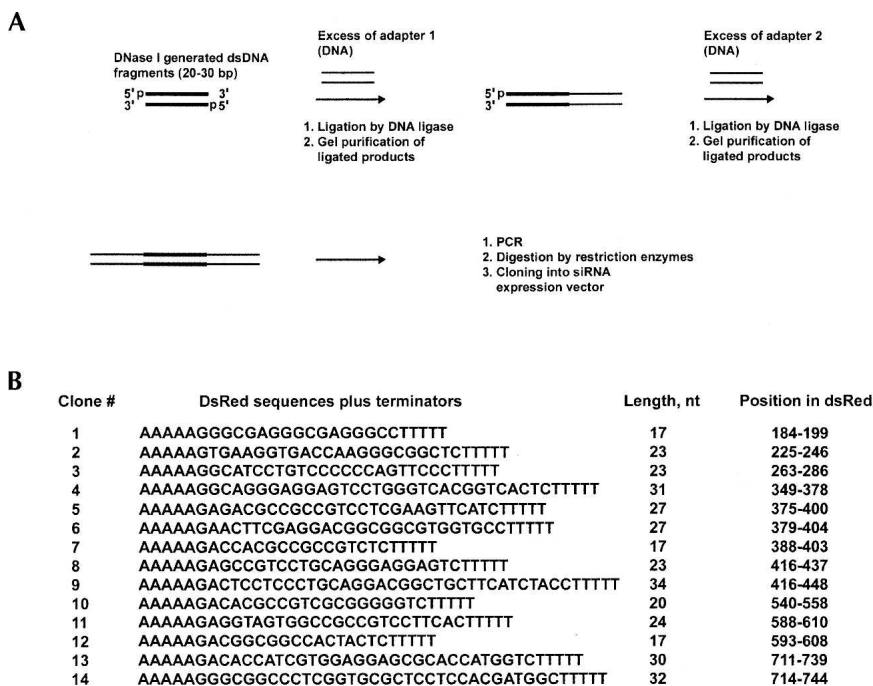 A
DNase I generated dsDNA
fragments (20-30 bp)
5' p 3'
3' p 5'
Excess of adapter 1
(DNA)
1. Ligation by DNA ligase
2. Gel purification of
ligated products
5' p
3'
Excess of adapter 2
(DNA)
1. Ligation by DNA ligase
2. Gel purification of
ligated products
1. PCR
2. Digestion by restriction enzymes
3. Cloning into siRNA
expression vector
B
Clone # DsRed sequences plus terminators Length, nt Position in dsRed
1 AAAAAGGGCGAGGGCGAGGGCCTTTTT 17 184-199
2 AAAAAGTGAAGGTGACCAAGGGCGGCTCTTTTT 23 225-246
3 AAAAAGGCATCCTGTCCCCCCAGTTCCCTTTTT 23 263-286
4 AAAAAGGCAGGGAGGAGTCCTGGGTCACGGTCACTCTTTTT 31 349-378
5 AAAAAGAGACGCCGCCGTCCTCGAAGTTCATCTTTTT 27 375-400
6 AAAAAGAACTTCGAGGACGGCGGCGTGGTGCCTTTTT 27 379-404
7 AAAAAGACCACGCCGCCGTCTCTTTTT 17 388-403
8 AAAAAGAGCCGTCCTGCAGGGAGGAGTCTTTTT 23 416-437
9 AAAAAGACTCCTCCCTGCAGGACGGCTGCTTCATCTACCTTTTT 34 416-448
10 AAAAAGACACGCCGTCGCGGGGGTCTTTTT 20 540-558
11 AAAAAGAGGTAGTGGCCGCCGTCCTTCACTTTTT 24 588-610
12 AAAAAGACGGCGGCCACTACTCTTTTT 17 593-608
13 AAAAAGACACCATCGTGGAGGAGCGCACCATGGTCTTTTT 30 711-739
14 AAAAAGGGCGGCCCTCGGTGCGCTCCTCCACGATGGCTTTTT 32 714-744